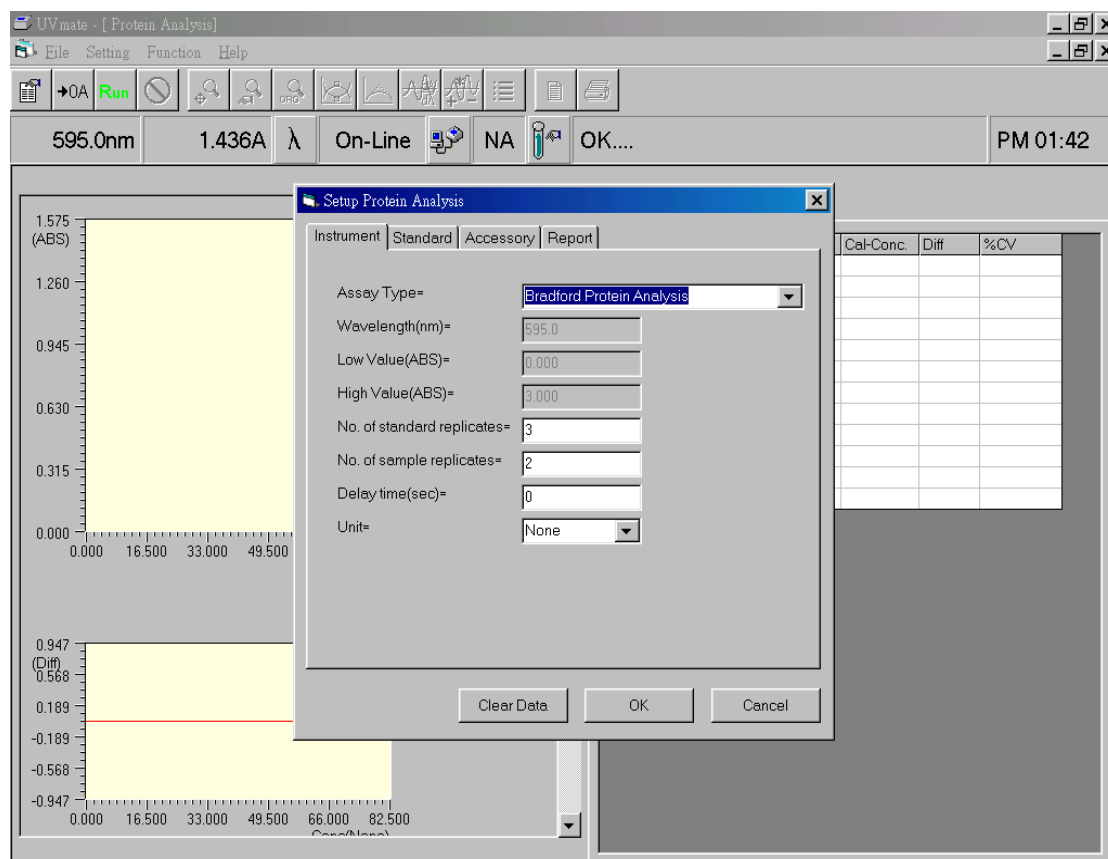 UVmate - [ Protein Analysis]
File Setting Function Help
→0A Run
595.0nm 1.436A λ On-Line NA OK.... PM 01:42
Setup Protein Analysis
Instrument Standard Accessory Report
Assay Type= Bradford Protein Analysis
Wavelength(nm)= 595.0
Low Value(ABS)= 0.000
High Value(ABS)= 3.000
No. of standard replicates= 3
No. of sample replicates= 2
Delay time(sec)= 0
Unit= None
Clear Data OK Cancel
Cal-Conc. Diff %CV
1.575
(ABS)
1.260
0.945
0.630
0.315
0.000
0.000 16.500 33.000 49.500
0.947
(Diff)
0.568
0.189
-0.189
-0.568
-0.947
0.000 16.500 33.000 49.500 66.000 82.500
Conc(None)